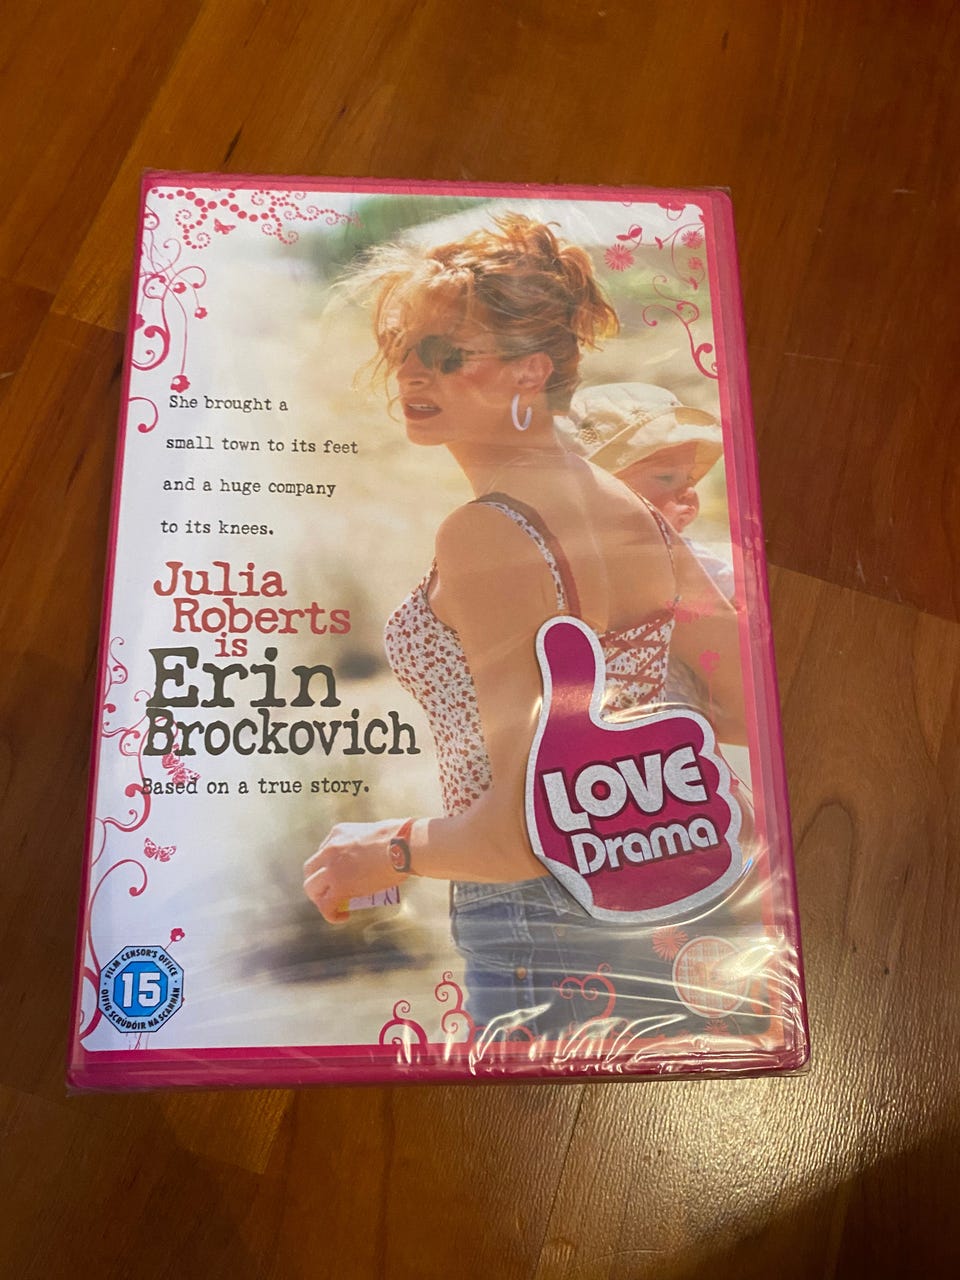 She brought a
small town to its feet
and a huge company
to its knees.
Julia
Roberts
is
Erin
Brockovich
Based on a true story.
LOVE
Drama
FILM CENSOR'S OFFICE
15
OIFIG SCRÚDÓIR NA SCANNÁN